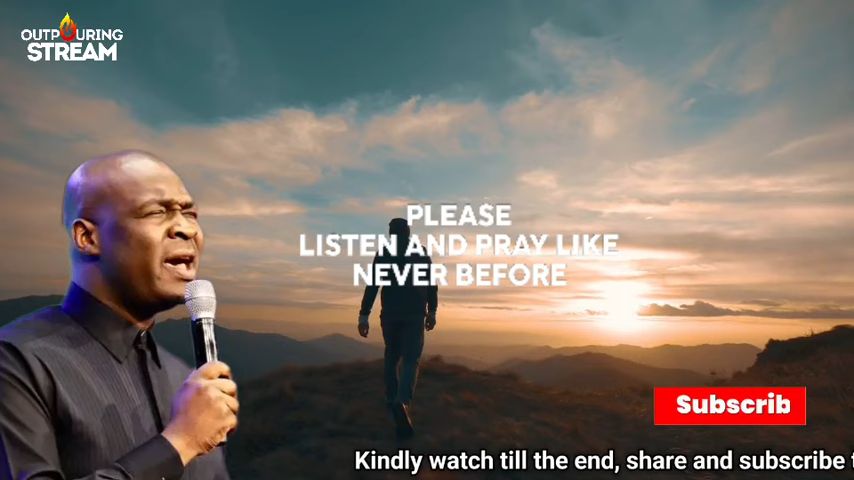 OUTPOURING
STREAM
PLEASE
LISTEN AND PRAY LIKE
NEVER BEFORE
Subscrib
Kindly watch till the end, share and subscribe